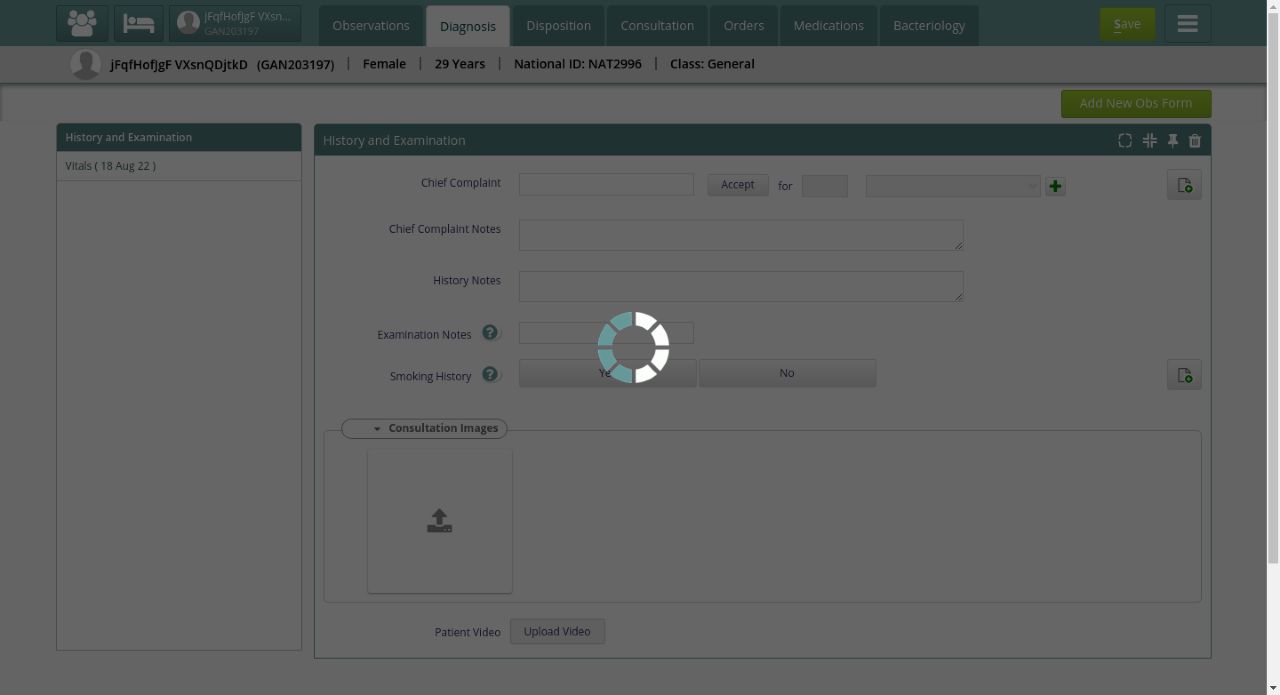 jFqfHofJgF VXsn...
GAN203197
Observations
Diagnosis
Disposition
Consultation
Orders
Medications
Bacteriology
Save
jFqfHofJgF VXsnQDjtkD (GAN203197) | Female | 29 Years | National ID: NAT2996 | Class: General
Add New Obs Form
History and Examination
Vitals ( 18 Aug 22 )
History and Examination
Chief Complaint
Accept
for
Chief Complaint Notes
History Notes
Examination Notes ?
Smoking History ?
No
Consultation Images
Patient Video
Upload Video